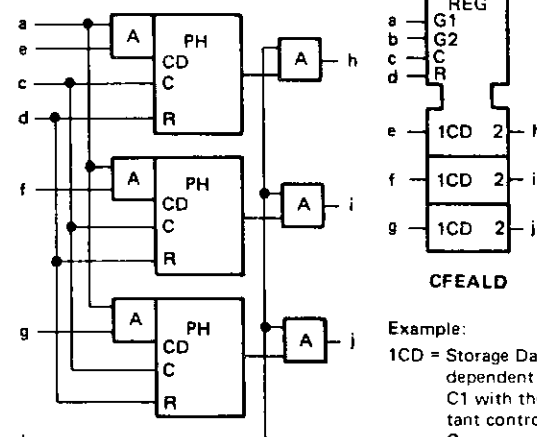 a
e
A
PH
CD
c
C
d
R
A
h
f
A
PH
CD
C
R
A
i
g
A
PH
CD
C
R
A
j
REG
a G1
b G2
c C
d R
e 1CD 2
f 1CD 2 i
g 1CD 2 j
CFEALD
Example:
1CD = Storage Da
dependent
C1 with th
tant control